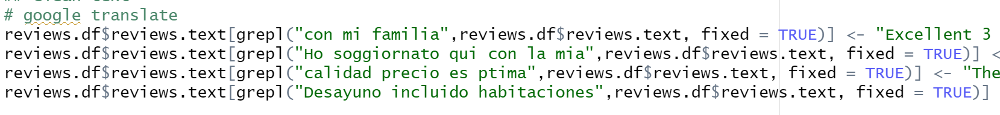 ## clean text
# google translate
reviews.df$reviews.text[grepl("con mi familia",reviews.df$reviews.text, fixed = TRUE)] <- "Excellent 3
reviews.df$reviews.text[grepl("Ho soggiornato qui con la mia",reviews.df$reviews.text, fixed = TRUE)] <
reviews.df$reviews.text[grepl("calidad precio es ptima",reviews.df$reviews.text, fixed = TRUE)] <- "The
reviews.df$reviews.text[grepl("Desayuno incluido habitaciones",reviews.df$reviews.text, fixed = TRUE)]